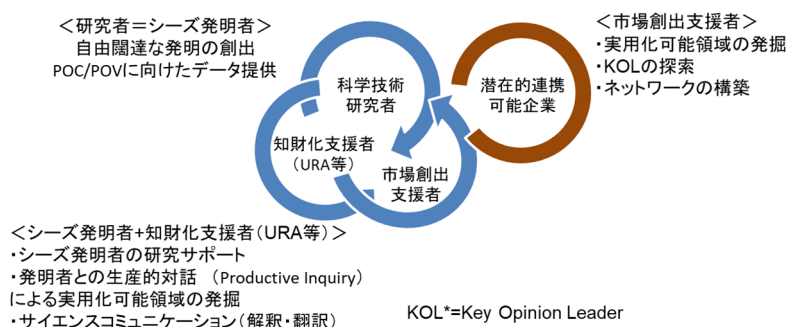 ＜研究者＝シーズ発明者＞
自由闊達な発明の創出
POC/POVに向けたデータ提供
科学技術
研究者
潜在的連携
可能企業
＜市場創出支援者＞
・実用化可能領域の発掘
・KOLの探索
・ネットワークの構築
知財化支援者
（URA等）
市場創出
支援者
＜シーズ発明者+知財化支援者（URA等）＞
・シーズ発明者の研究サポート
・発明者との生産的対話　（Productive Inquiry）
による実用化可能領域の発掘
・サイエンスコミュニケーション（解釈・翻訳）
KOL*=Key Opinion Leader